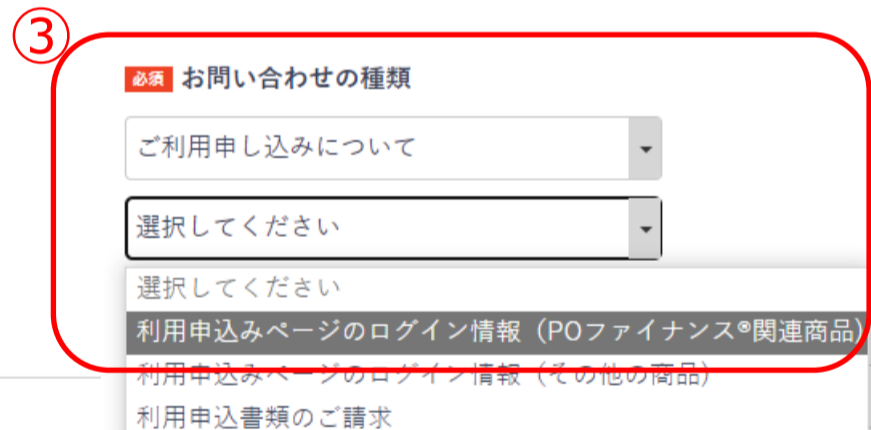 ③
必須 お問い合わせの種類
ご利用申し込みについて
選択してください
選択してください
利用申込みページのログイン情報（POファイナンス®関連商品）
利用申込みページのログイン情報（その他の商品）
利用申込書類のご請求